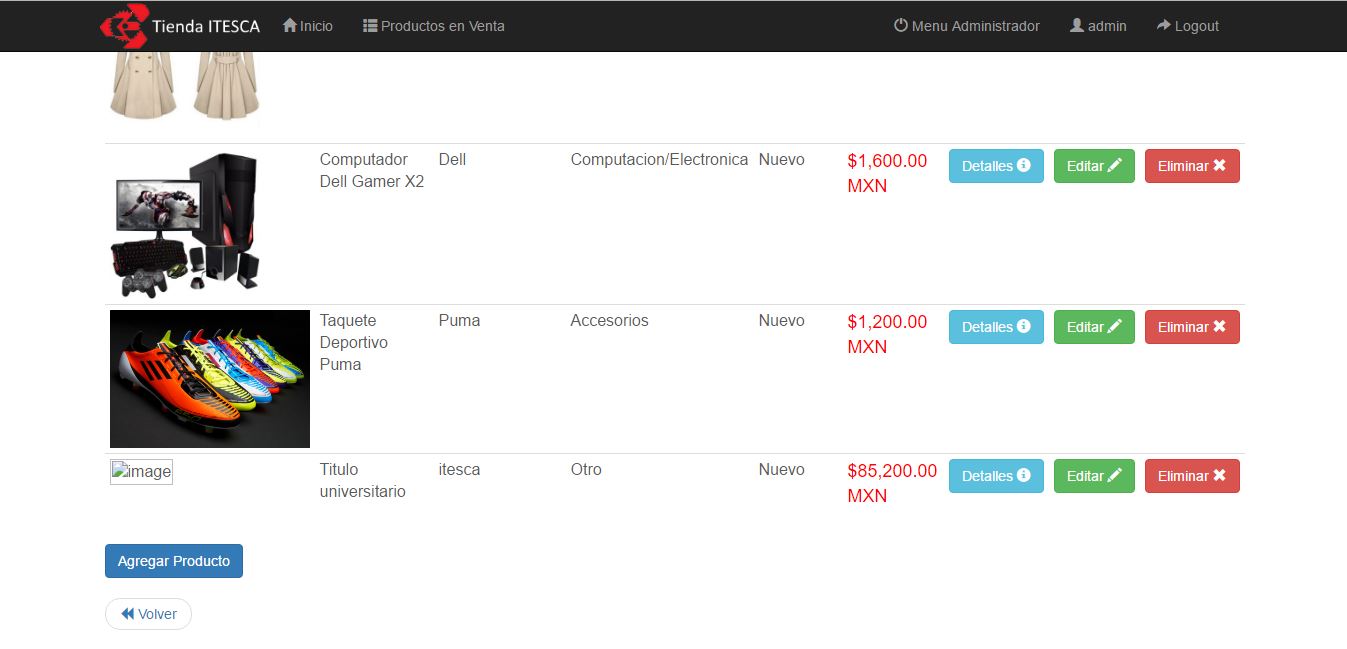 Tienda ITESCA Inicio Productos en Venta Menu Administrador admin Logout
Computador Dell Computacion/Electronica Nuevo $1,600.00 Detalles Editar Eliminar
Dell Gamer X2 MXN
Taquete Puma Accesorios Nuevo $1,200.00 Detalles Editar Eliminar
Deportivo MXN
Puma
image Titulo itesca Otro Nuevo $85,200.00 Detalles Editar Eliminar
universitario MXN
Agregar Producto
Volver